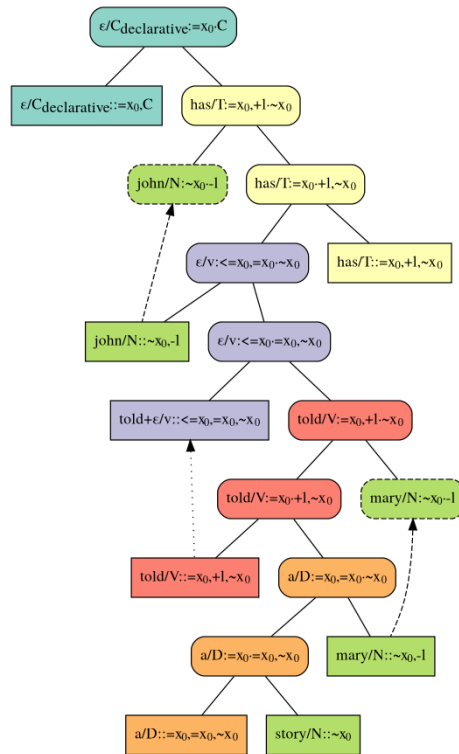 ε/C_declarative:=x₀·C
ε/C_declarative::=x₀,C
has/T:=x₀,+l·~x₀
john/N:~x₀·-l
has/T:=x₀·+l,~x₀
ε/v:<=x₀,=x₀·~x₀
has/T::=x₀,+l,~x₀
john/N::~x₀,-l
ε/v:<=x₀·=x₀,~x₀
told+ε/v::<=x₀,=x₀,~x₀
told/V:=x₀,+l·~x₀
told/V:=x₀·+l,~x₀
mary/N:~x₀·-l
told/V::=x₀,+l,~x₀
a/D:=x₀,=x₀·~x₀
a/D:=x₀·=x₀,~x₀
mary/N::~x₀,-l
a/D::=x₀,=x₀,~x₀
story/N::~x₀